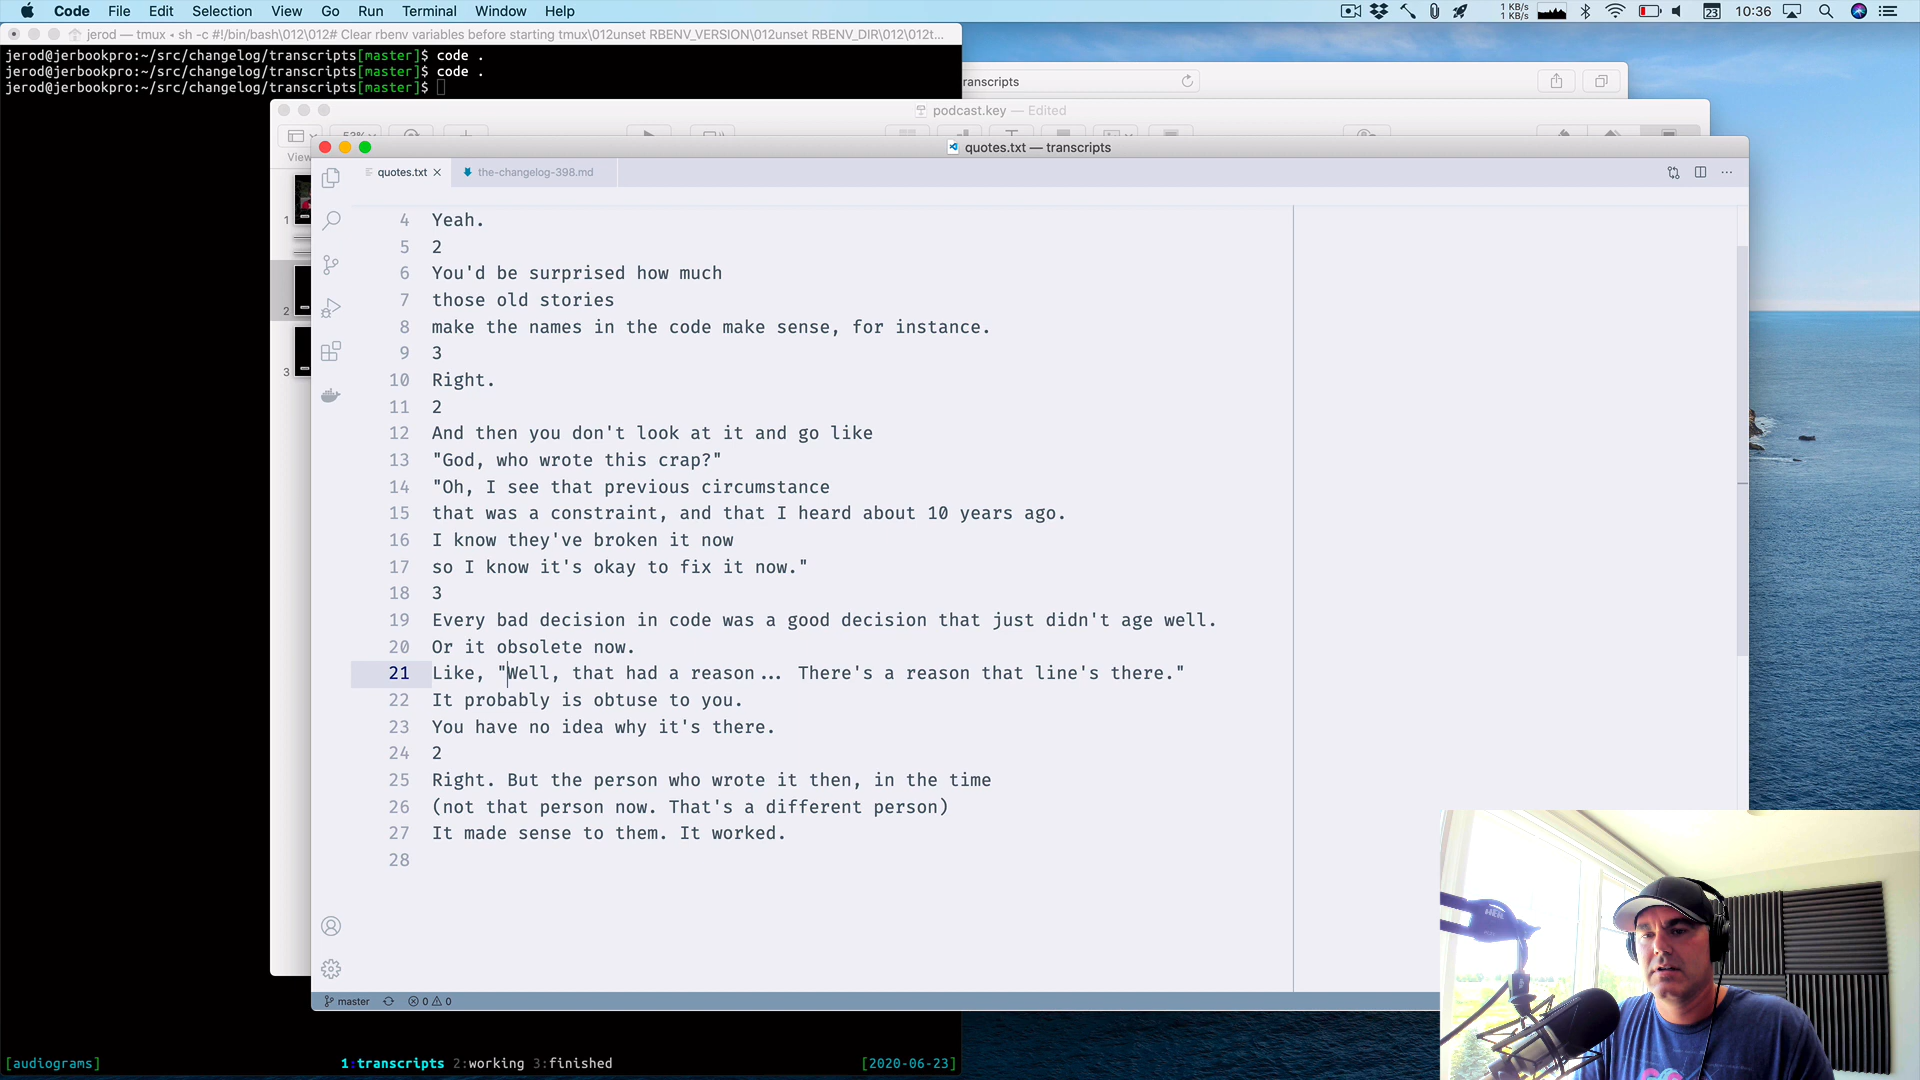 Code File Edit Selection View Go Run Terminal Window Help
1 KB/s
1 KB/s
23
10:36
jerod — tmux ◂ sh -c #!/bin/bash\012\012# Clear rbenv variables before starting tmux\012unset RBENV_VERSION\012unset RBENV_DIR\012\012t...
jerod@jerbookpro:~/src/changelog/transcripts[master]$ code .
jerod@jerbookpro:~/src/changelog/transcripts[master]$ code .
jerod@jerbookpro:~/src/changelog/transcripts[master]$
ranscripts
podcast.key — Edited
53%
View
1
2
3
quotes.txt — transcripts
quotes.txt
the-changelog-398.md
4 Yeah.
5 2
6 You'd be surprised how much
7 those old stories
8 make the names in the code make sense, for instance.
9 3
10 Right.
11 2
12 And then you don't look at it and go like
13 "God, who wrote this crap?"
14 "Oh, I see that previous circumstance
15 that was a constraint, and that I heard about 10 years ago.
16 I know they've broken it now
17 so I know it's okay to fix it now."
18 3
19 Every bad decision in code was a good decision that just didn't age well.
20 Or it obsolete now.
21 Like, "Well, that had a reason... There's a reason that line's there."
22 It probably is obtuse to you.
23 You have no idea why it's there.
24 2
25 Right. But the person who wrote it then, in the time
26 (not that person now. That's a different person)
27 It made sense to them. It worked.
28
master 0 0
HEIL
[audiograms] 1:transcripts 2:working 3:finished [2020-06-23]